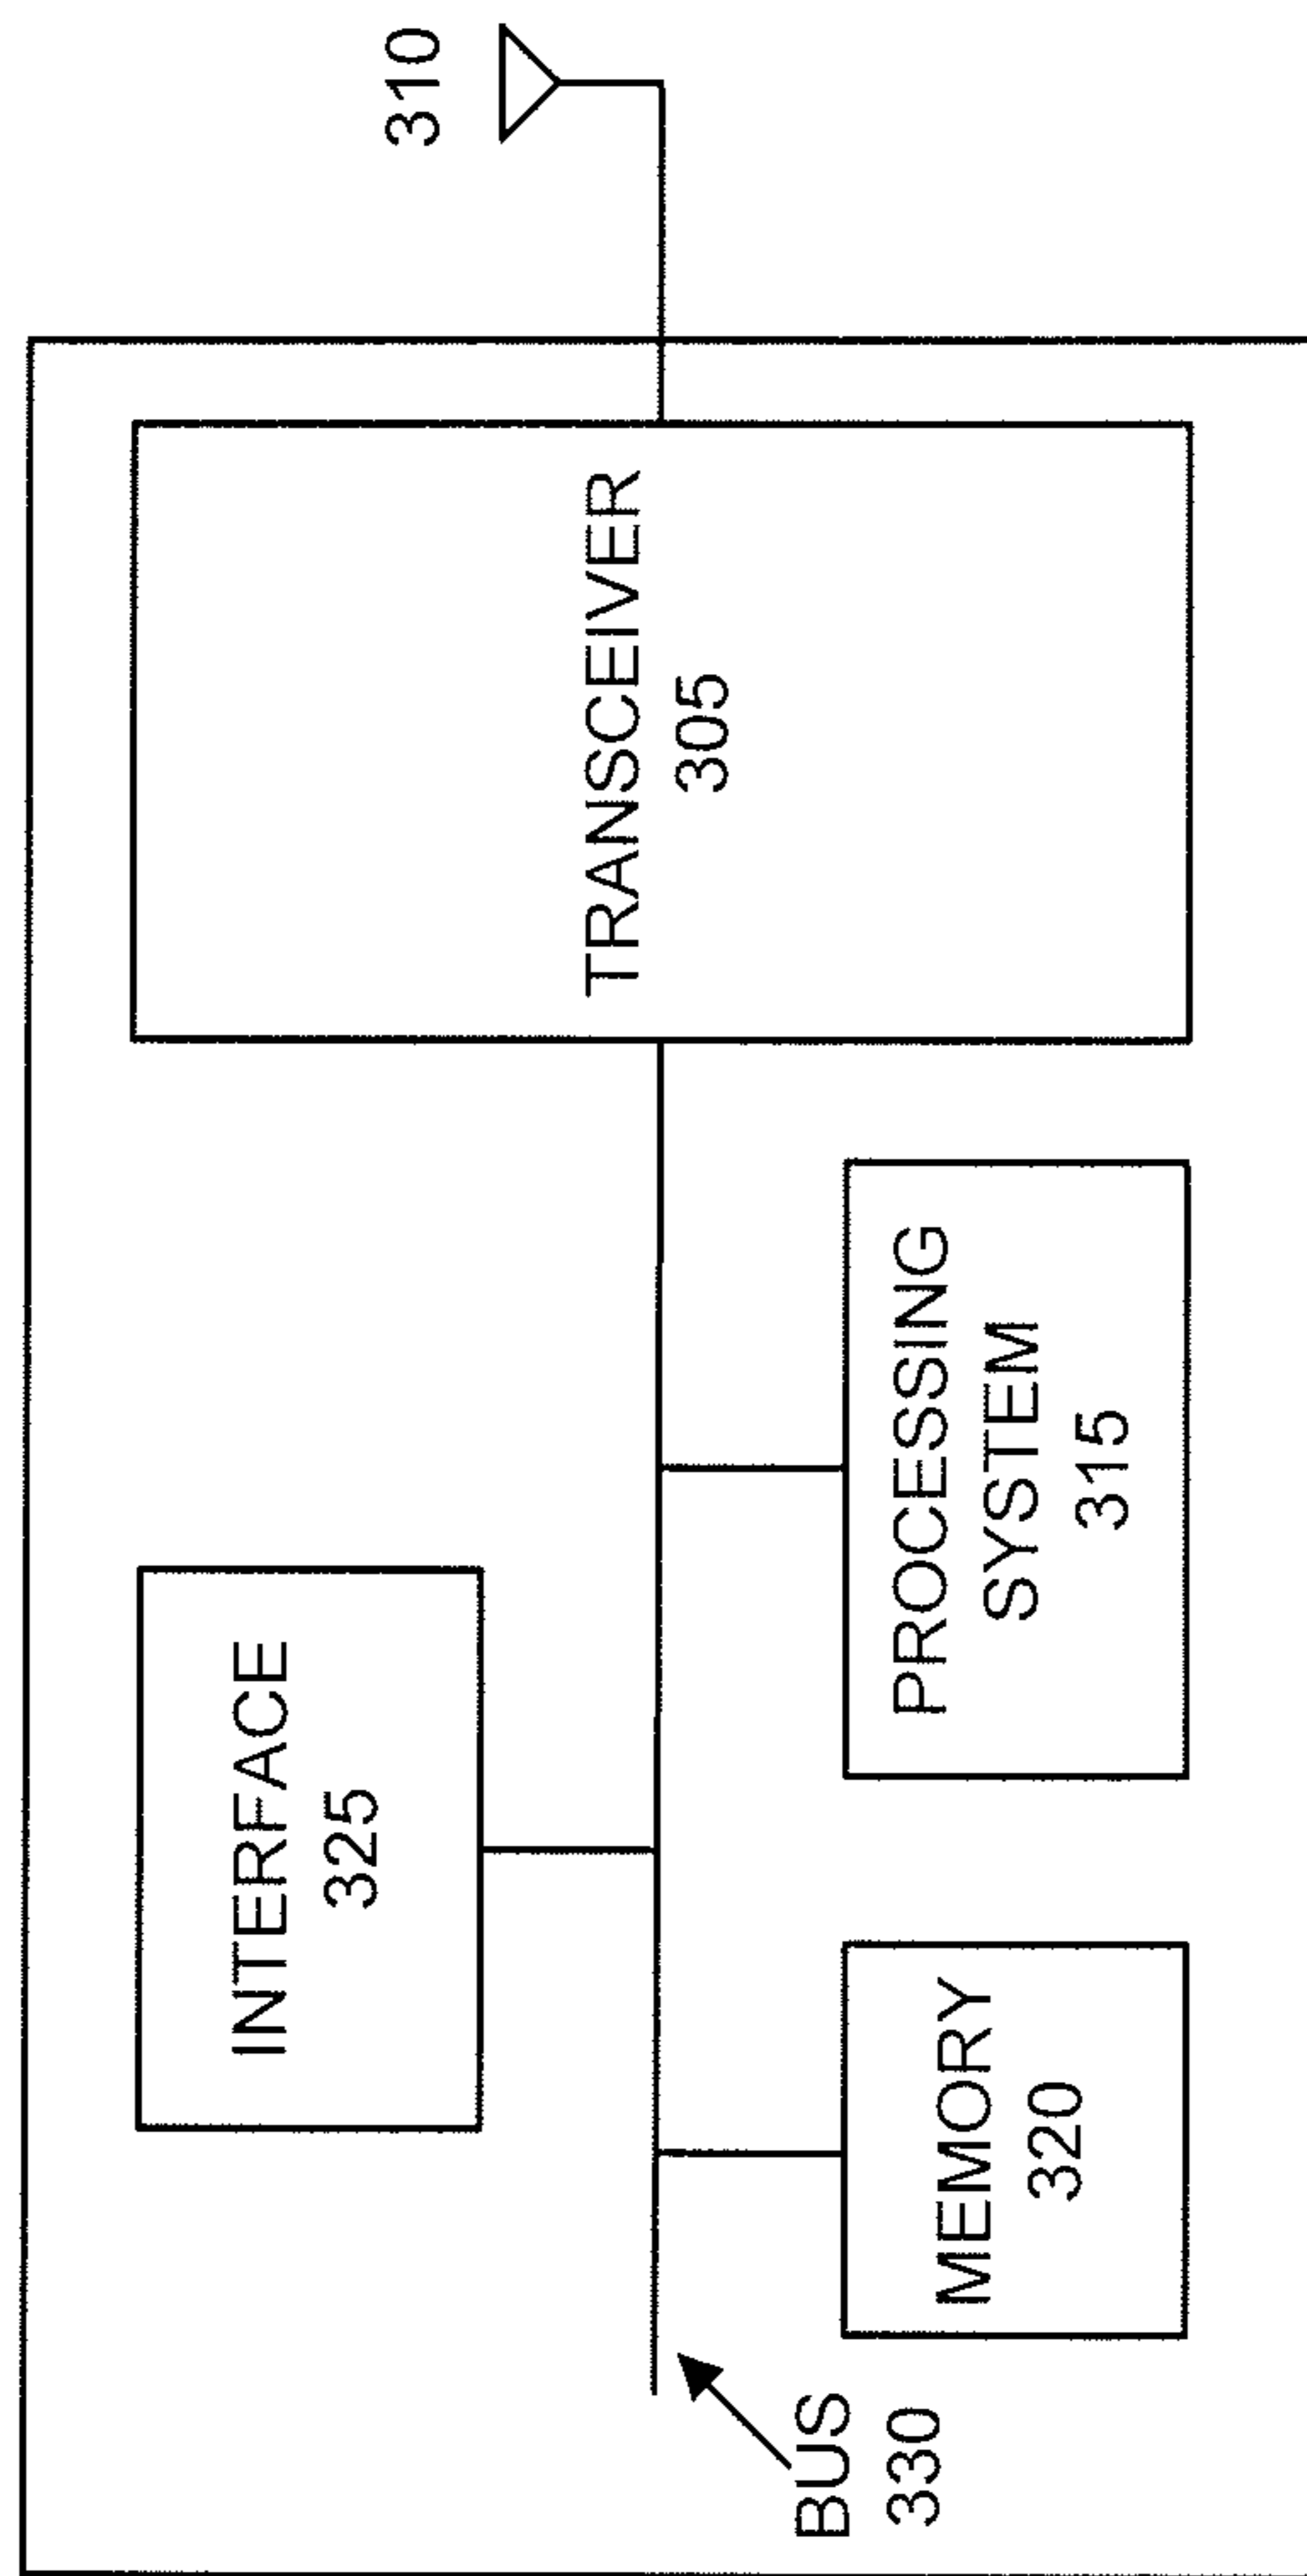 310
TRANSCEIVER
305
INTERFACE
325
PROCESSING
SYSTEM
315
MEMORY
320
BUS
330